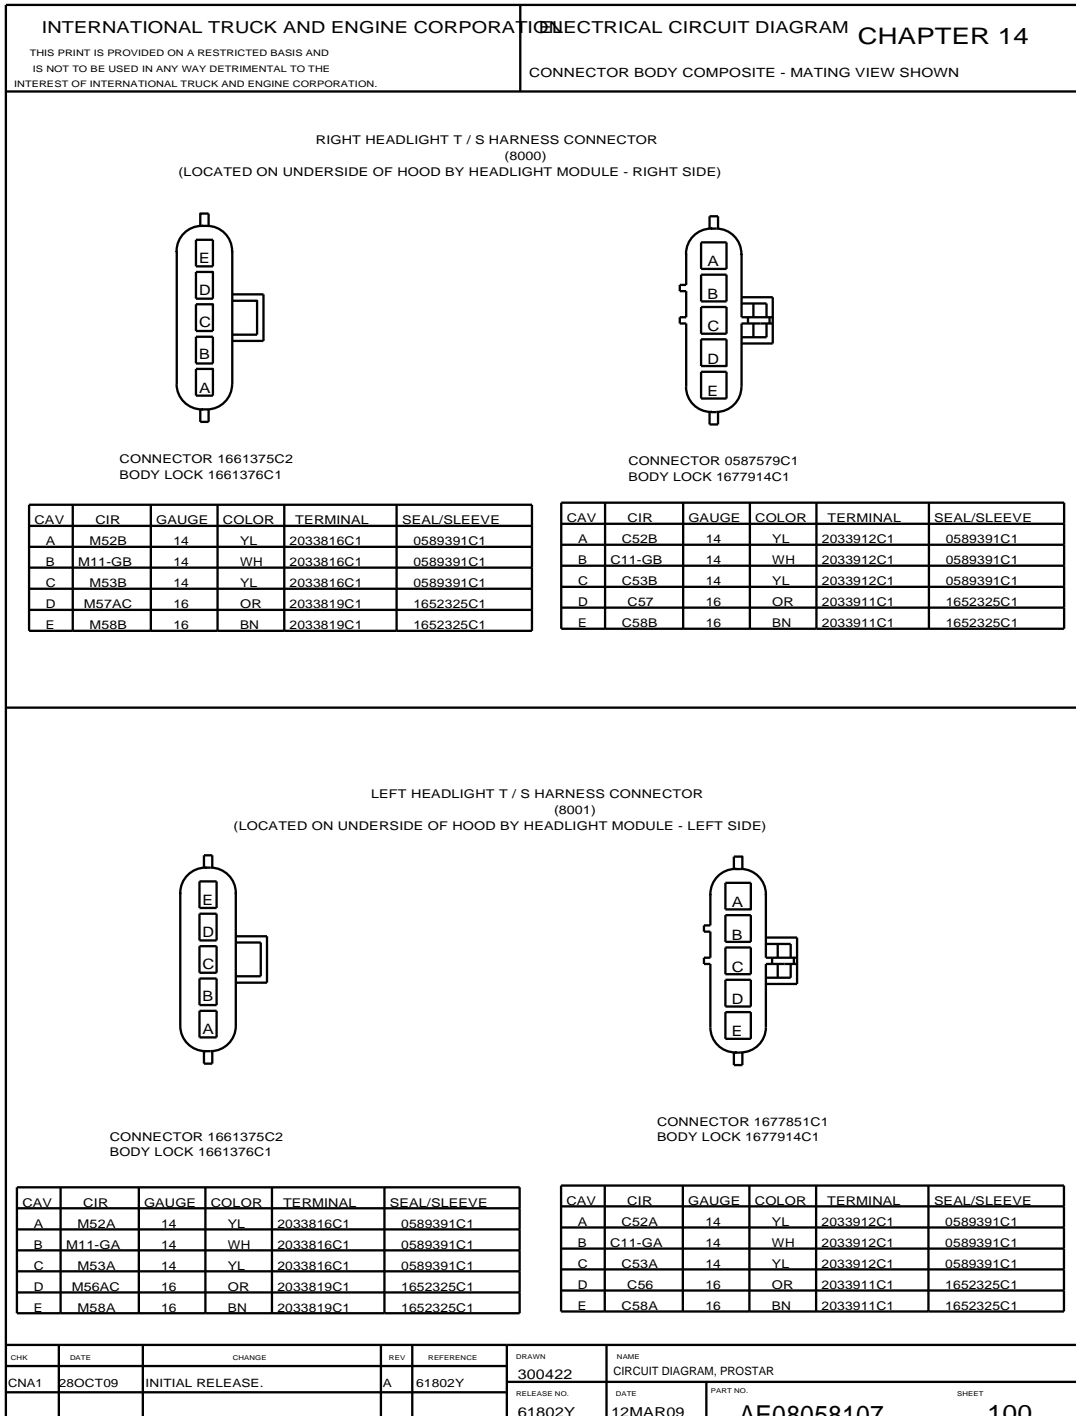 INTERNATIONAL TRUCK AND ENGINE CORPORATION
THIS PRINT IS PROVIDED ON A RESTRICTED BASIS AND
IS NOT TO BE USED IN ANY WAY DETRIMENTAL TO THE
INTEREST OF INTERNATIONAL TRUCK AND ENGINE CORPORATION.
ELECTRICAL CIRCUIT DIAGRAM CHAPTER 14
CONNECTOR BODY COMPOSITE - MATING VIEW SHOWN
RIGHT HEADLIGHT T / S HARNESS CONNECTOR
(8000)
(LOCATED ON UNDERSIDE OF HOOD BY HEADLIGHT MODULE - RIGHT SIDE)
E
D
C
B
A
A
B
C
D
E
CONNECTOR 1661375C2
BODY LOCK 1661376C1
CONNECTOR 0587579C1
BODY LOCK 1677914C1
CAV CIR GAUGE COLOR TERMINAL SEAL/SLEEVE
A M52B 14 YL 2033816C1 0589391C1
B M11-GB 14 WH 2033816C1 0589391C1
C M53B 14 YL 2033816C1 0589391C1
D M57AC 16 OR 2033819C1 1652325C1
E M58B 16 BN 2033819C1 1652325C1
CAV CIR GAUGE COLOR TERMINAL SEAL/SLEEVE
A C52B 14 YL 2033912C1 0589391C1
B C11-GB 14 WH 2033912C1 0589391C1
C C53B 14 YL 2033912C1 0589391C1
D C57 16 OR 2033911C1 1652325C1
E C58B 16 BN 2033911C1 1652325C1
LEFT HEADLIGHT T / S HARNESS CONNECTOR
(8001)
(LOCATED ON UNDERSIDE OF HOOD BY HEADLIGHT MODULE - LEFT SIDE)
E
D
C
B
A
A
B
C
D
E
CONNECTOR 1661375C2
BODY LOCK 1661376C1
CONNECTOR 1677851C1
BODY LOCK 1677914C1
CAV CIR GAUGE COLOR TERMINAL SEAL/SLEEVE
A M52A 14 YL 2033816C1 0589391C1
B M11-GA 14 WH 2033816C1 0589391C1
C M53A 14 YL 2033816C1 0589391C1
D M56AC 16 OR 2033819C1 1652325C1
E M58A 16 BN 2033819C1 1652325C1
CAV CIR GAUGE COLOR TERMINAL SEAL/SLEEVE
A C52A 14 YL 2033912C1 0589391C1
B C11-GA 14 WH 2033912C1 0589391C1
C C53A 14 YL 2033912C1 0589391C1
D C56 16 OR 2033911C1 1652325C1
E C58A 16 BN 2033911C1 1652325C1
CHK DATE CHANGE REV REFERENCE
CNA1 28OCT09 INITIAL RELEASE. A 61802Y
DRAWN
300422
NAME
CIRCUIT DIAGRAM, PROSTAR
RELEASE NO.
61802Y
DATE
12MAR09
PART NO.
AE08058107
SHEET
100